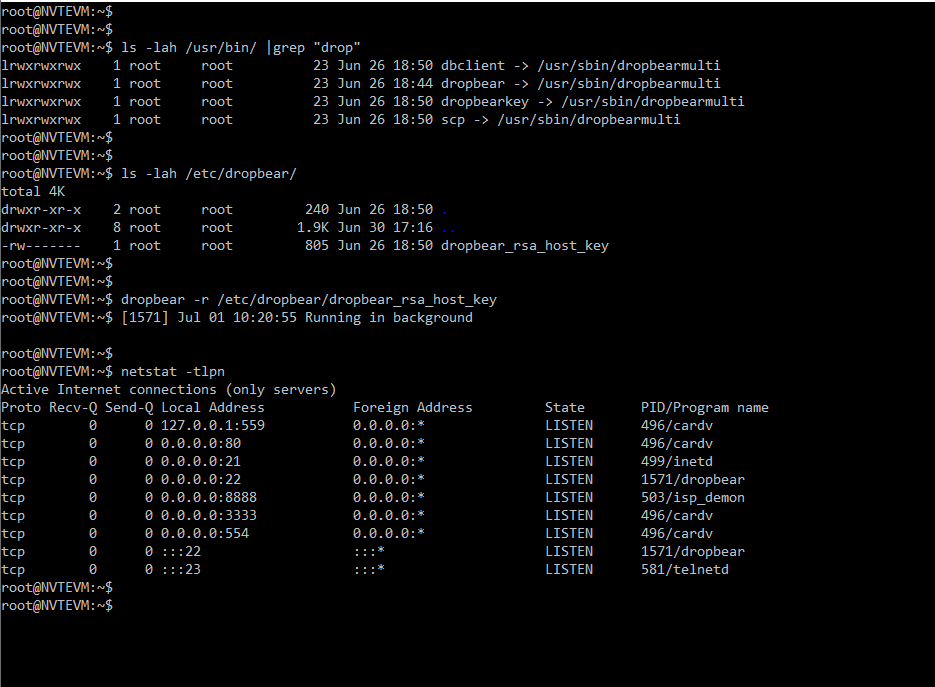 root@NVTEVM:~$
root@NVTEVM:~$
root@NVTEVM:~$ ls -lah /usr/bin/ |grep "drop"
lrwxrwxrwx    1 root     root          23 Jun 26 18:50 dbclient -> /usr/sbin/dropbearmulti
lrwxrwxrwx    1 root     root          23 Jun 26 18:44 dropbear -> /usr/sbin/dropbearmulti
lrwxrwxrwx    1 root     root          23 Jun 26 18:50 dropbearkey -> /usr/sbin/dropbearmulti
lrwxrwxrwx    1 root     root          23 Jun 26 18:50 scp -> /usr/sbin/dropbearmulti
root@NVTEVM:~$
root@NVTEVM:~$
root@NVTEVM:~$ ls -lah /etc/dropbear/
total 4K
drwxr-xr-x    2 root     root         240 Jun 26 18:50 .
drwxr-xr-x    8 root     root        1.9K Jun 30 17:16 ..
-rw-------    1 root     root         805 Jun 26 18:50 dropbear_rsa_host_key
root@NVTEVM:~$
root@NVTEVM:~$
root@NVTEVM:~$ dropbear -r /etc/dropbear/dropbear_rsa_host_key
root@NVTEVM:~$ [1571] Jul 01 10:20:55 Running in background
root@NVTEVM:~$
root@NVTEVM:~$ netstat -tlpn
Active Internet connections (only servers)
Proto Recv-Q Send-Q Local Address           Foreign Address         State       PID/Program name
tcp        0      0 127.0.0.1:559           0.0.0.0:*               LISTEN      496/cardv
tcp        0      0 0.0.0.0:80              0.0.0.0:*               LISTEN      496/cardv
tcp        0      0 0.0.0.0:21              0.0.0.0:*               LISTEN      499/inetd
tcp        0      0 0.0.0.0:22              0.0.0.0:*               LISTEN      1571/dropbear
tcp        0      0 0.0.0.0:8888            0.0.0.0:*               LISTEN      503/isp_demon
tcp        0      0 0.0.0.0:3333            0.0.0.0:*               LISTEN      496/cardv
tcp        0      0 0.0.0.0:554             0.0.0.0:*               LISTEN      496/cardv
tcp        0      0 :::22                   :::*                    LISTEN      1571/dropbear
tcp        0      0 :::23                   :::*                    LISTEN      581/telnetd
root@NVTEVM:~$
root@NVTEVM:~$